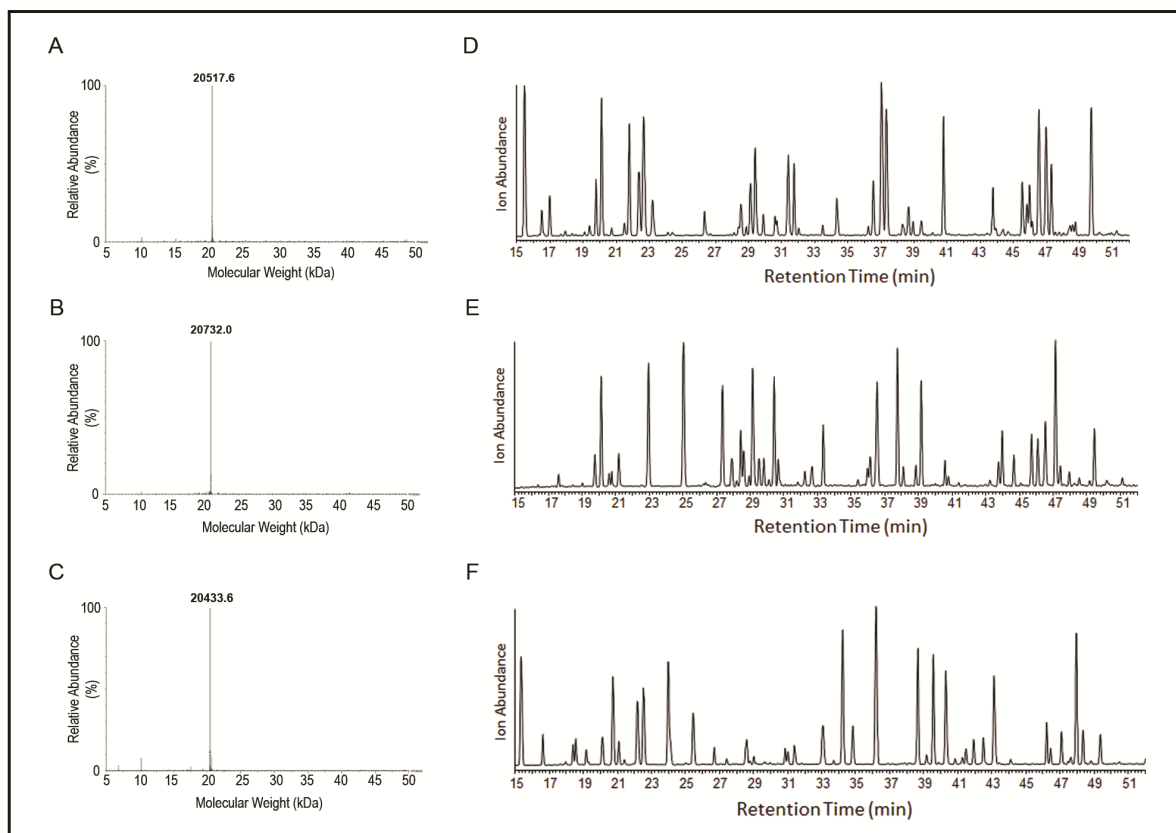 A
20517.6
100
0
Relative Abundance
(%)
5 10 15 20 25 30 35 40 45 50
Molecular Weight (kDa)
B
20732.0
100
0
Relative Abundance
(%)
5 10 15 20 25 30 35 40 45 50
Molecular Weight (kDa)
C
20433.6
100
0
Relative Abundance
(%)
5 10 15 20 25 30 35 40 45 50
Molecular Weight (kDa)
D
Ion Abundance
15 17 19 21 23 25 27 29 31 33 35 37 39 41 43 45 47 49 51
Retention Time (min)
E
Ion Abundance
15 17 19 21 23 25 27 29 31 33 35 37 39 41 43 45 47 49 51
Retention Time (min)
F
Ion Abundance
15 17 19 21 23 25 27 29 31 33 35 37 39 41 43 45 47 49 51
Retention Time (min)